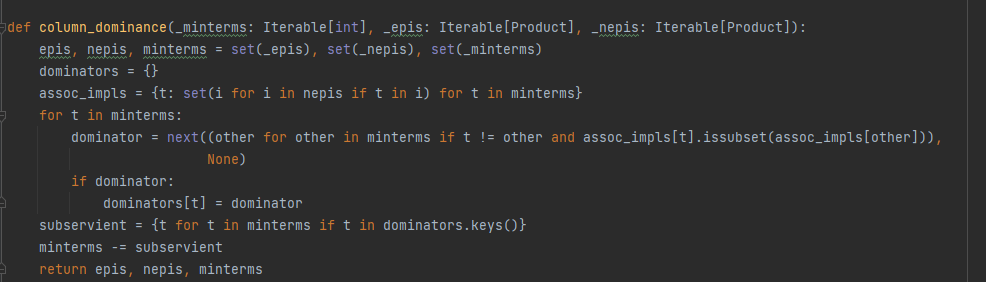 def column_dominance(_minterms: Iterable[int], _epis: Iterable[Product], _nepis: Iterable[Product]):
    epis, nepis, minterms = set(_epis), set(_nepis), set(_minterms)
    dominators = {}
    assoc_impls = {t: set(i for i in nepis if t in i) for t in minterms}
    for t in minterms:
        dominator = next((other for other in minterms if t != other and assoc_impls[t].issubset(assoc_impls[other])),
                         None)
        if dominator:
            dominators[t] = dominator
    subservient = {t for t in minterms if t in dominators.keys()}
    minterms -= subservient
    return epis, nepis, minterms